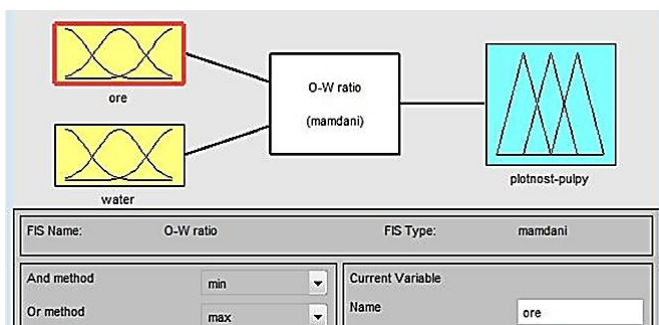 ore
O-W ratio
(mamdani)
plotnost-pulpy
water
FIS Name: O-W ratio FIS Type: mamdani
And method min
Or method max
Current Variable
Name ore